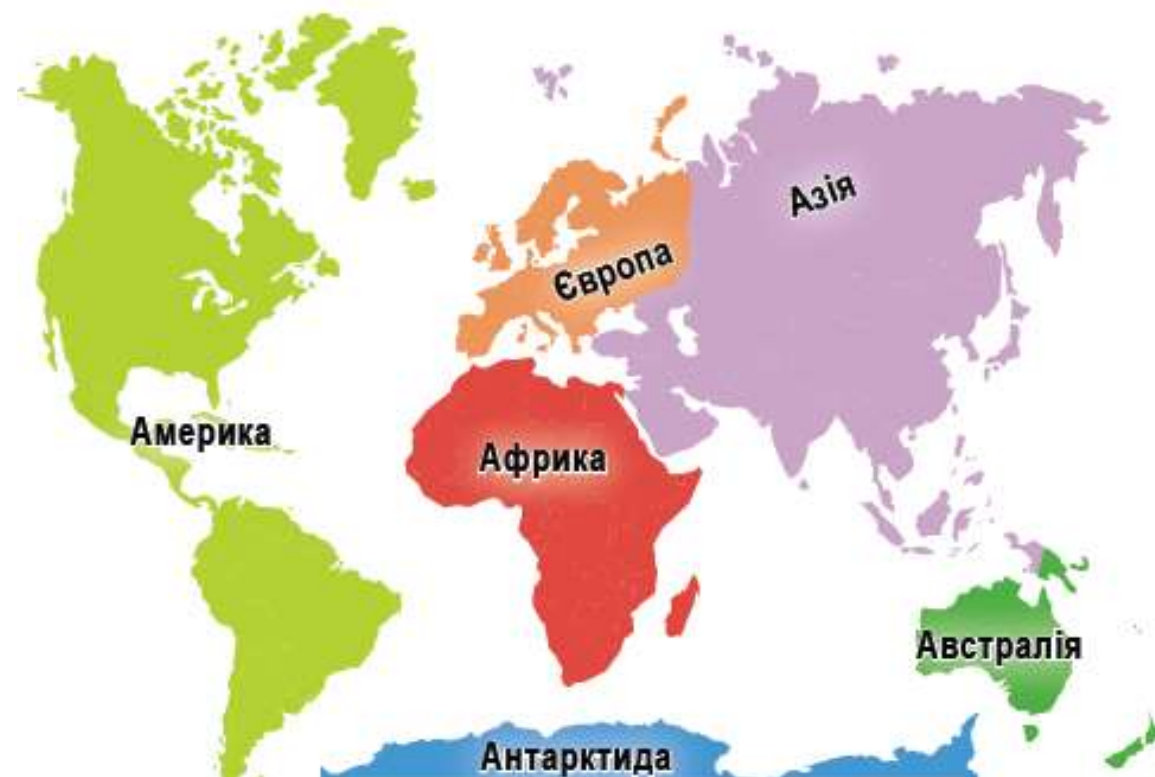 Азія
Європа
Америка
Африка
Австралія
Антарктида